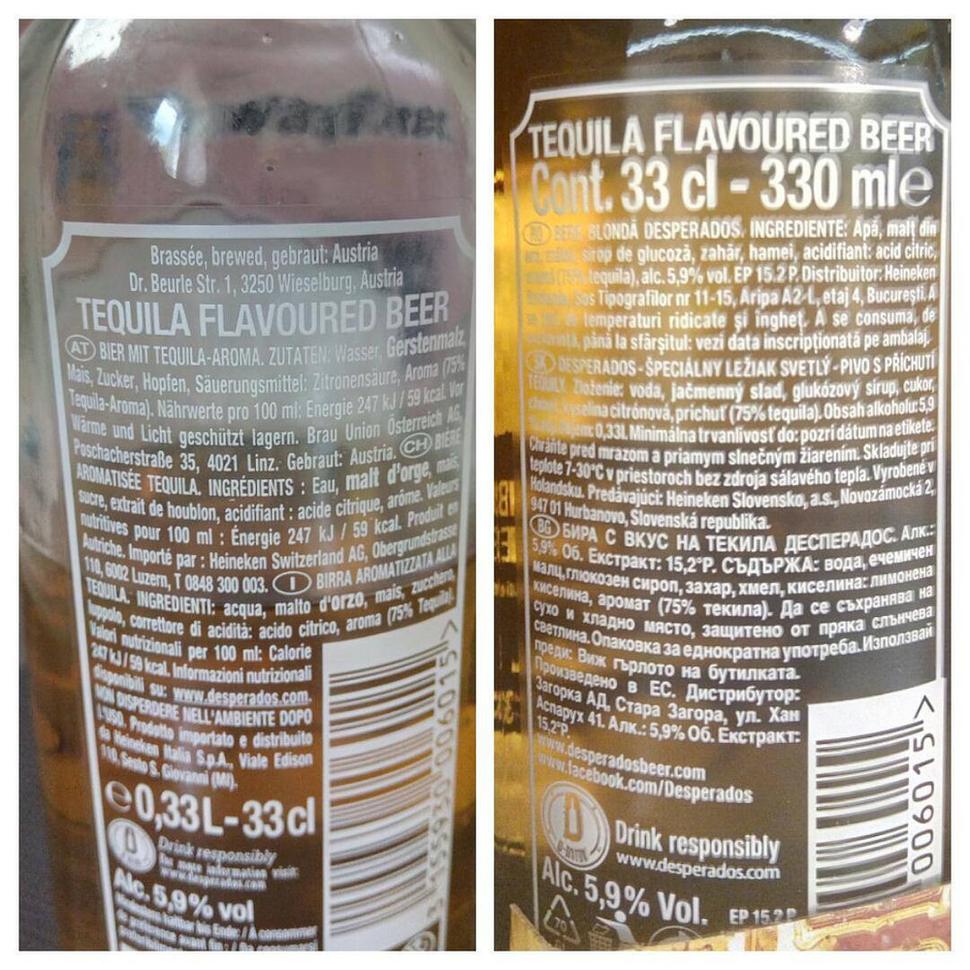 Brassée, brewed, gebraut: Austria
Dr. Beurle Str. 1, 3250 Wieselburg, Austria
TEQUILA FLAVOURED BEER
AT BIER MIT TEQUILA-AROMA. ZUTATEN: Wasser, Gerstenmalz,
Mais, Zucker, Hopfen, Säuerungsmittel: Zitronensäure, Aroma (75%
Tequila-Aroma). Nährwerte pro 100 ml: Energie 247 kJ / 59 kcal. Vor
Wärme und Licht geschützt lagern. Brau Union Österreich AG,
Poschacherstraße 35, 4021 Linz. Gebraut: Austria. CH BIÈRE
AROMATISÉE TEQUILA. INGRÉDIENTS : Eau, malt d'orge, maïs,
sucre, extrait de houblon, acidifiant : acide citrique, arôme. Valeurs
nutritives pour 100 ml : Énergie 247 kJ / 59 kcal. Produit en
Autriche. Importé par : Heineken Switzerland AG, Obergrundstrasse
110, 6002 Luzern, T 0848 300 003. I BIRRA AROMATIZZATA ALLA
TEQUILA. INGREDIENTI: acqua, malto d'orzo, mais, zucchero,
luppolo, correttore di acidità: acido citrico, aroma (75% Tequila).
Valori nutrizionali per 100 ml: Calorie
247 kJ / 59 kcal. Informazioni nutrizionali
disponibili su: www.desperados.com.
NON DISPERDERE NELL'AMBIENTE DOPO
L'USO. Prodotto importato e distribuito
da Heineken Italia S.p.A., Viale Edison
110, Sesto S. Giovanni (MI).
e0,33L-33cl
Drink responsibly
For more information visit:
www.desperados.com
Alc. 5,9% vol
Mindestens haltbar bis Ende: / À consommer
006015>
TEQUILA FLAVOURED BEER
Cont. 33 cl - 330 mle
RO BERE BLONDĂ DESPERADOS. INGREDIENTE: Apă, malț din
sirop de glucoză, zahăr, hamei, acidifiant: acid citric,
(75% tequila), alc. 5,9% vol. EP 15.2 P. Distribuitor: Heineken
Sos Tipografilor nr 11-15, Aripa A2-L, etaj 4, București. A
se temperaturi ridicate și îngheț. A se consuma, de
până la sfârșitul: vezi data inscripționată pe ambalaj.
SK DESPERADOS - ŠPECIÁLNY LEŽIAK SVETLÝ - PIVO S PRÍCHUŤ
TEQUILY. Zloženie: voda, jačmenný slad, glukózový sirup, cukor,
kyselina citrónová, príchuť (75% tequila). Obsah alkoholu: 5,9
0,33L Minimálna trvanlivosť do: pozri dátum na etikete.
Chráňte pred mrazom a priamym slnečným žiarením. Skladujte pri
teplote 7-30°C v priestoroch bez zdroja sálavého tepla. Vyrobené v
Holandsku. Predávajúci: Heineken Slovensko, a.s., Novozámocká 2,
947 01 Hurbanovo, Slovenská republika.
BG БИРА С ВКУС НА ТЕКИЛА ДЕСПЕРАДОС. Алк.:
5,9% Об. Екстракт: 15,2°P. СЪДЪРЖА: вода, ечемичен
малц, глюкозен сироп, захар, хмел, киселина: лимонена
киселина, аромат (75% текила). Да се съхранява на
сухо и хладно място, защитено от пряка слънчева
светлина. Опаковка за еднократна употреба. Използвай
преди: Виж гърлото на бутилката.
Произведено в ЕС. Дистрибутор:
Загорка АД, Стара Загора, ул. Хан
Аспарух 41. Алк.: 5,9% Об. Екстракт:
15,2°P.
www.desperadosbeer.com
www.facebook.com/Desperados
Drink responsibly
www.desperados.com
Alc. 5,9% Vol. EP 15.2 P
70
006015>